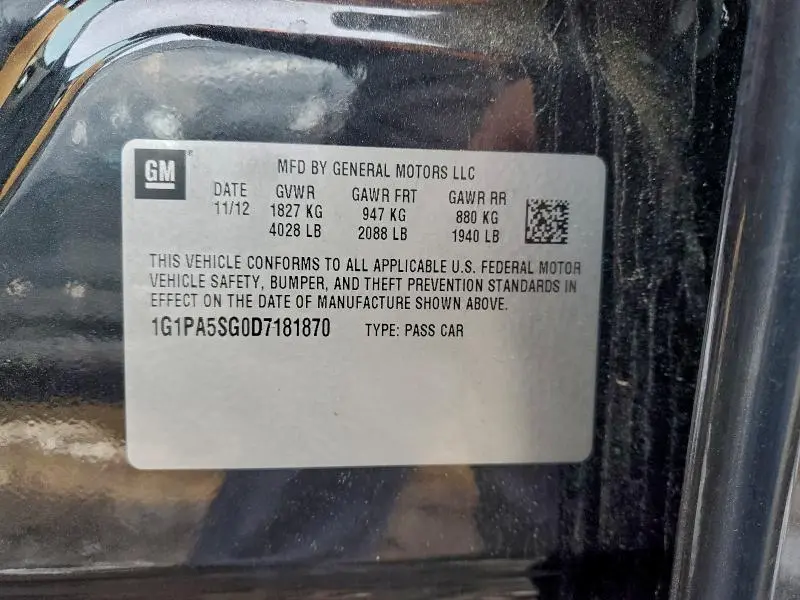 GM
MFD BY GENERAL MOTORS LLC
DATE GVWR GAWR FRT GAWR RR
11/12 1827 KG 947 KG 880 KG
4028 LB 2088 LB 1940 LB
THIS VEHICLE CONFORMS TO ALL APPLICABLE U.S. FEDERAL MOTOR
VEHICLE SAFETY, BUMPER, AND THEFT PREVENTION STANDARDS IN
EFFECT ON THE DATE OF MANUFACTURE SHOWN ABOVE.
1G1PA5SG0D7181870 TYPE: PASS CAR